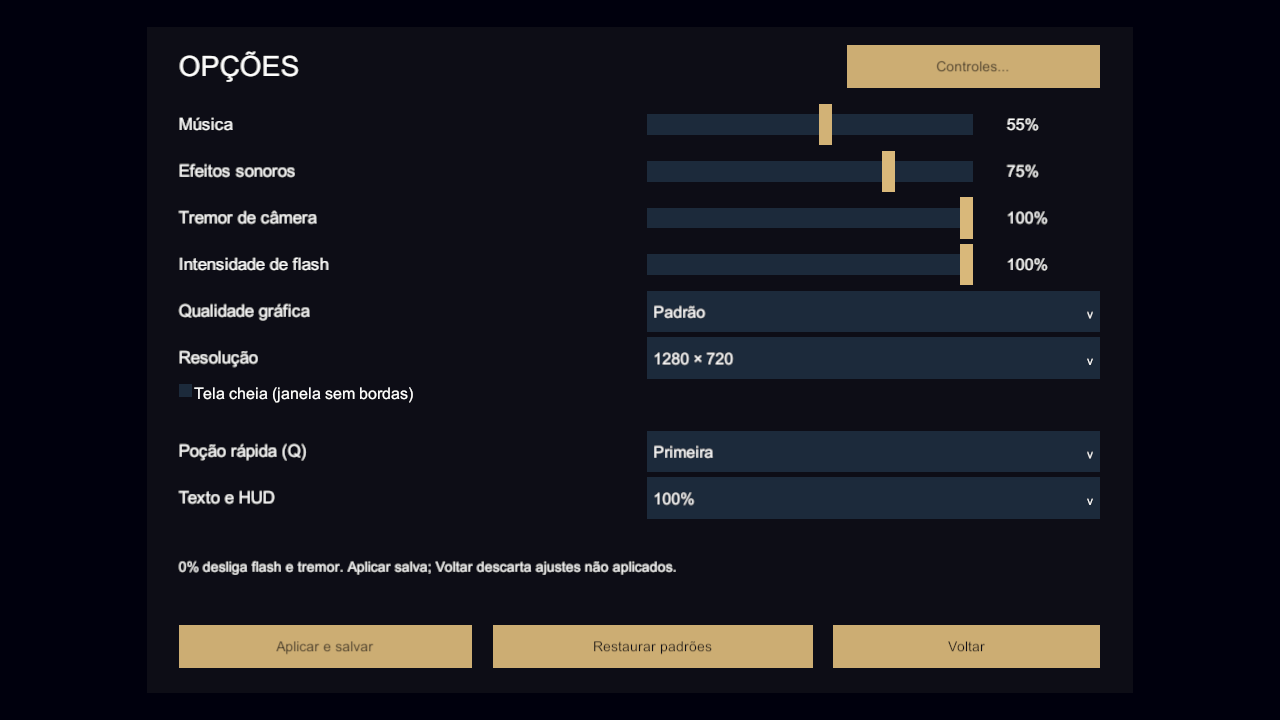 OPÇÕES
Controles...
Música
55%
Efeitos sonoros
75%
Tremor de câmera
100%
Intensidade de flash
100%
Qualidade gráfica
Padrão
v
Resolução
1280 × 720
v
Tela cheia (janela sem bordas)
Poção rápida (Q)
Primeira
v
Texto e HUD
100%
v
0% desliga flash e tremor. Aplicar salva; Voltar descarta ajustes não aplicados.
Aplicar e salvar
Restaurar padrões
Voltar